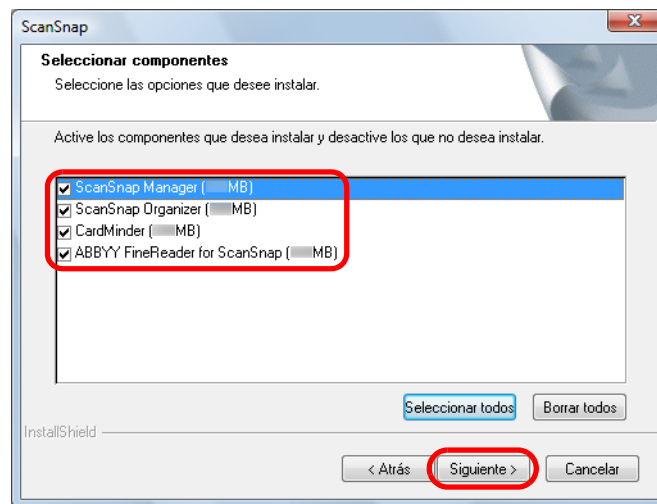 ScanSnap
Seleccionar componentes
Seleccione las opciones que desee instalar.
Active los componentes que desea instalar y desactive los que no desea instalar.
ScanSnap Manager ( MB)
ScanSnap Organizer ( MB)
CardMinder ( MB)
ABBYY FineReader for ScanSnap ( MB)
Seleccionar todos Borrar todos
InstallShield
< Atrás Siguiente > Cancelar